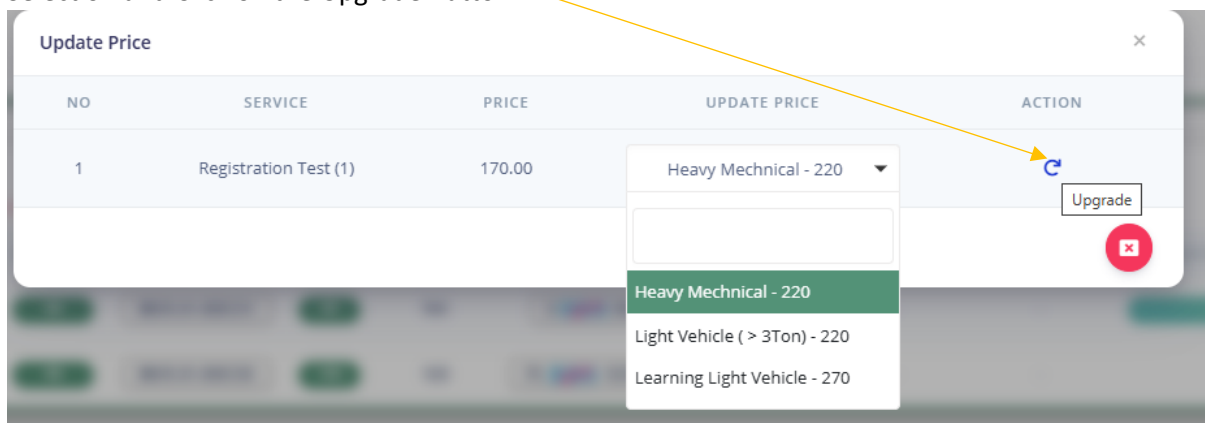 Update Price
×
NO SERVICE PRICE UPDATE PRICE ACTION
1 Registration Test (1) 170.00 Heavy Mechnical - 220
Upgrade
Heavy Mechnical - 220
Light Vehicle ( > 3Ton) - 220
Learning Light Vehicle - 270